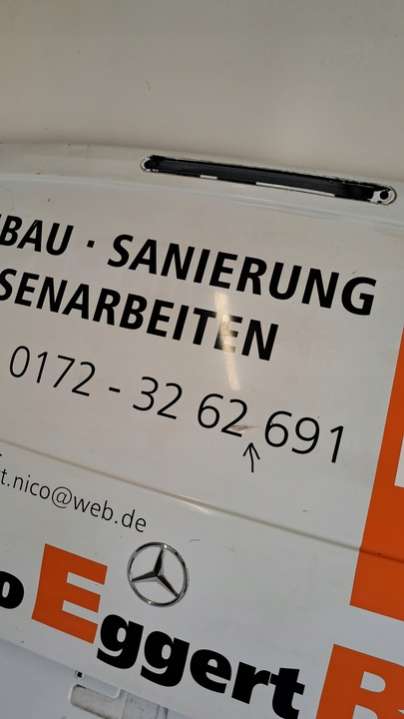 BAU · SANIERUNG
SENARBEITEN
0172 - 32 62 691
t.nico@web.de
o Eggert